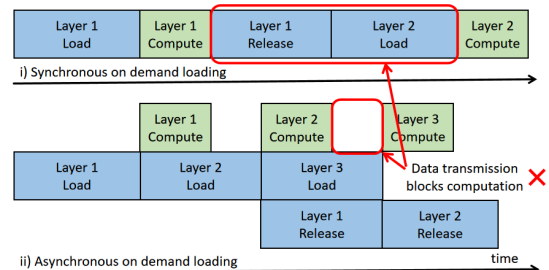 Layer 1
Load
Layer 1
Compute
Layer 1
Release
Layer 2
Load
Layer 2
Compute
i) Synchronous on demand loading
Layer 1
Compute
Layer 2
Compute
Layer 3
Compute
Layer 1
Load
Layer 2
Load
Layer 3
Load
Data transmission
blocks computation
Layer 1
Release
Layer 2
Release
ii) Asynchronous on demand loading
time